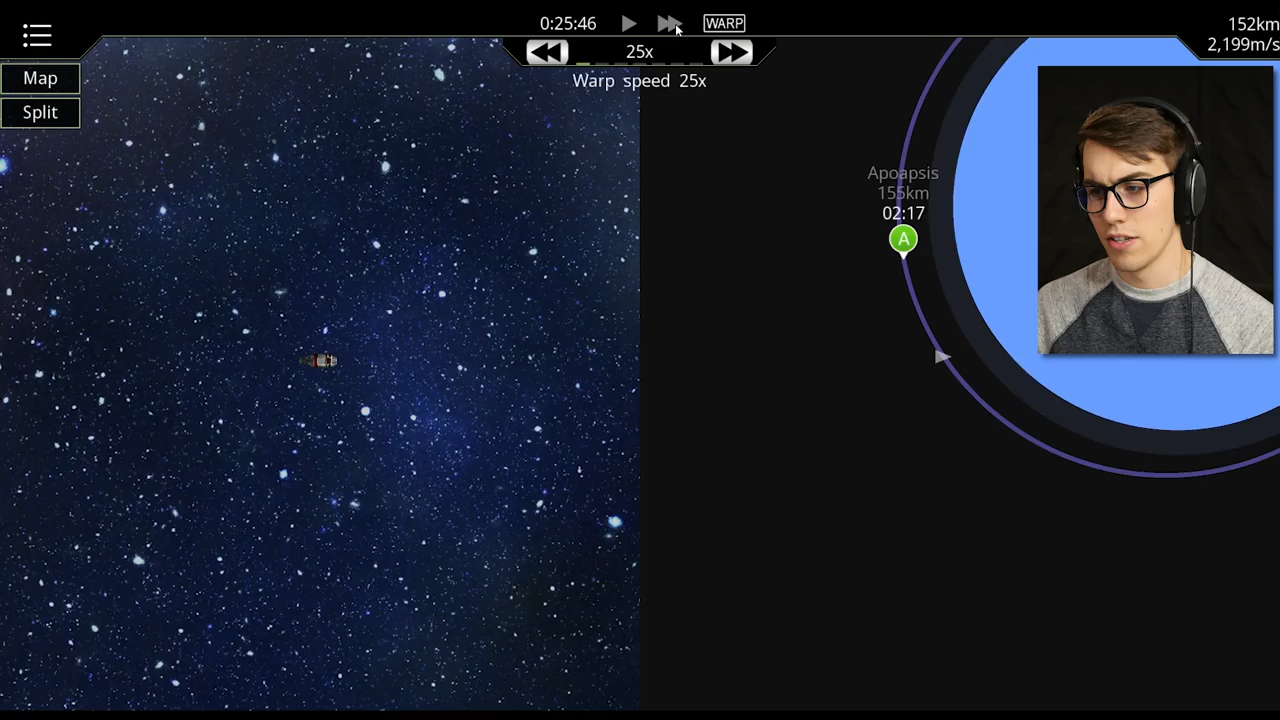 0:25:46
WARP
25x
Warp speed 25x
152km
2,199m/s
Map
Split
Apoapsis
155km
02:17
A